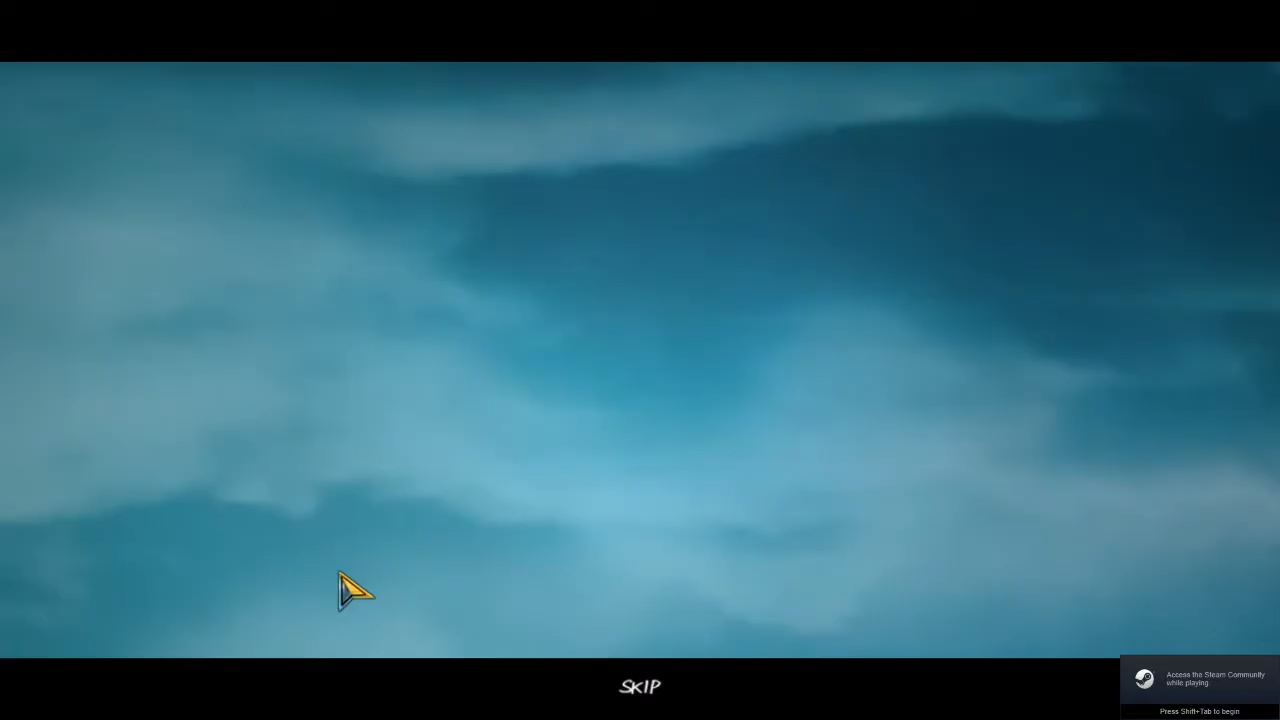 SKIP
Access the Steam Community
while playing
Press Shift+Tab to begin